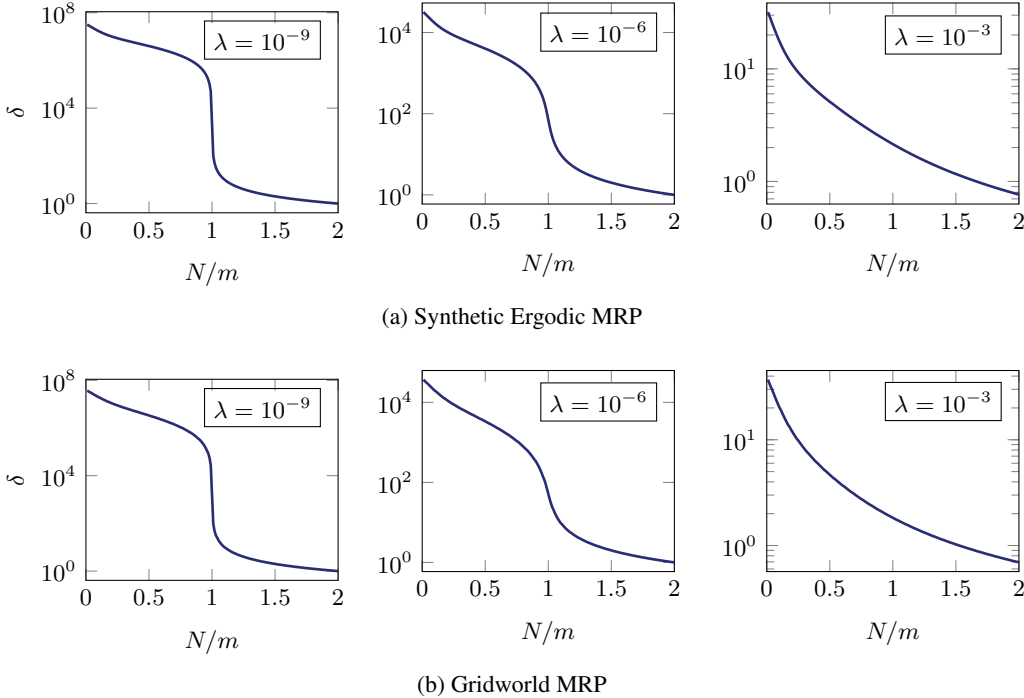 10^8
10^4
10^0
δ
λ = 10^{-9}
0 0.5 1 1.5 2
N/m
10^4
10^2
10^0
λ = 10^{-6}
0 0.5 1 1.5 2
N/m
10^1
10^0
λ = 10^{-3}
0 0.5 1 1.5 2
N/m
(a) Synthetic Ergodic MRP
10^8
10^4
10^0
δ
λ = 10^{-9}
0 0.5 1 1.5 2
N/m
10^4
10^2
10^0
λ = 10^{-6}
0 0.5 1 1.5 2
N/m
10^1
10^0
λ = 10^{-3}
0 0.5 1 1.5 2
N/m
(b) Gridworld MRP